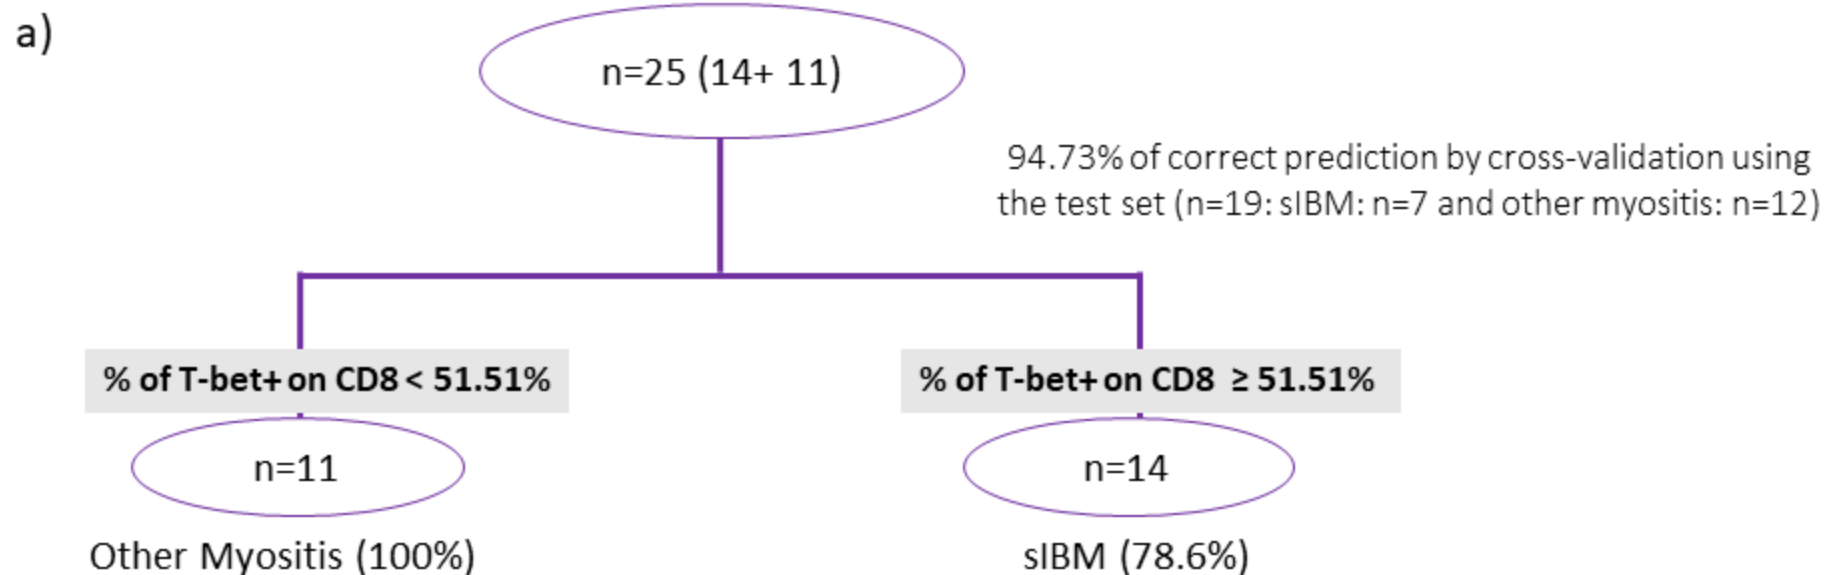 a)
n=25 (14+ 11)
94.73% of correct prediction by cross-validation using
the test set (n=19: sIBM: n=7 and other myositis: n=12)
% of T-bet+ on CD8 < 51.51%
% of T-bet+ on CD8 ≥ 51.51%
n=11
n=14
Other Myositis (100%)
sIBM (78.6%)